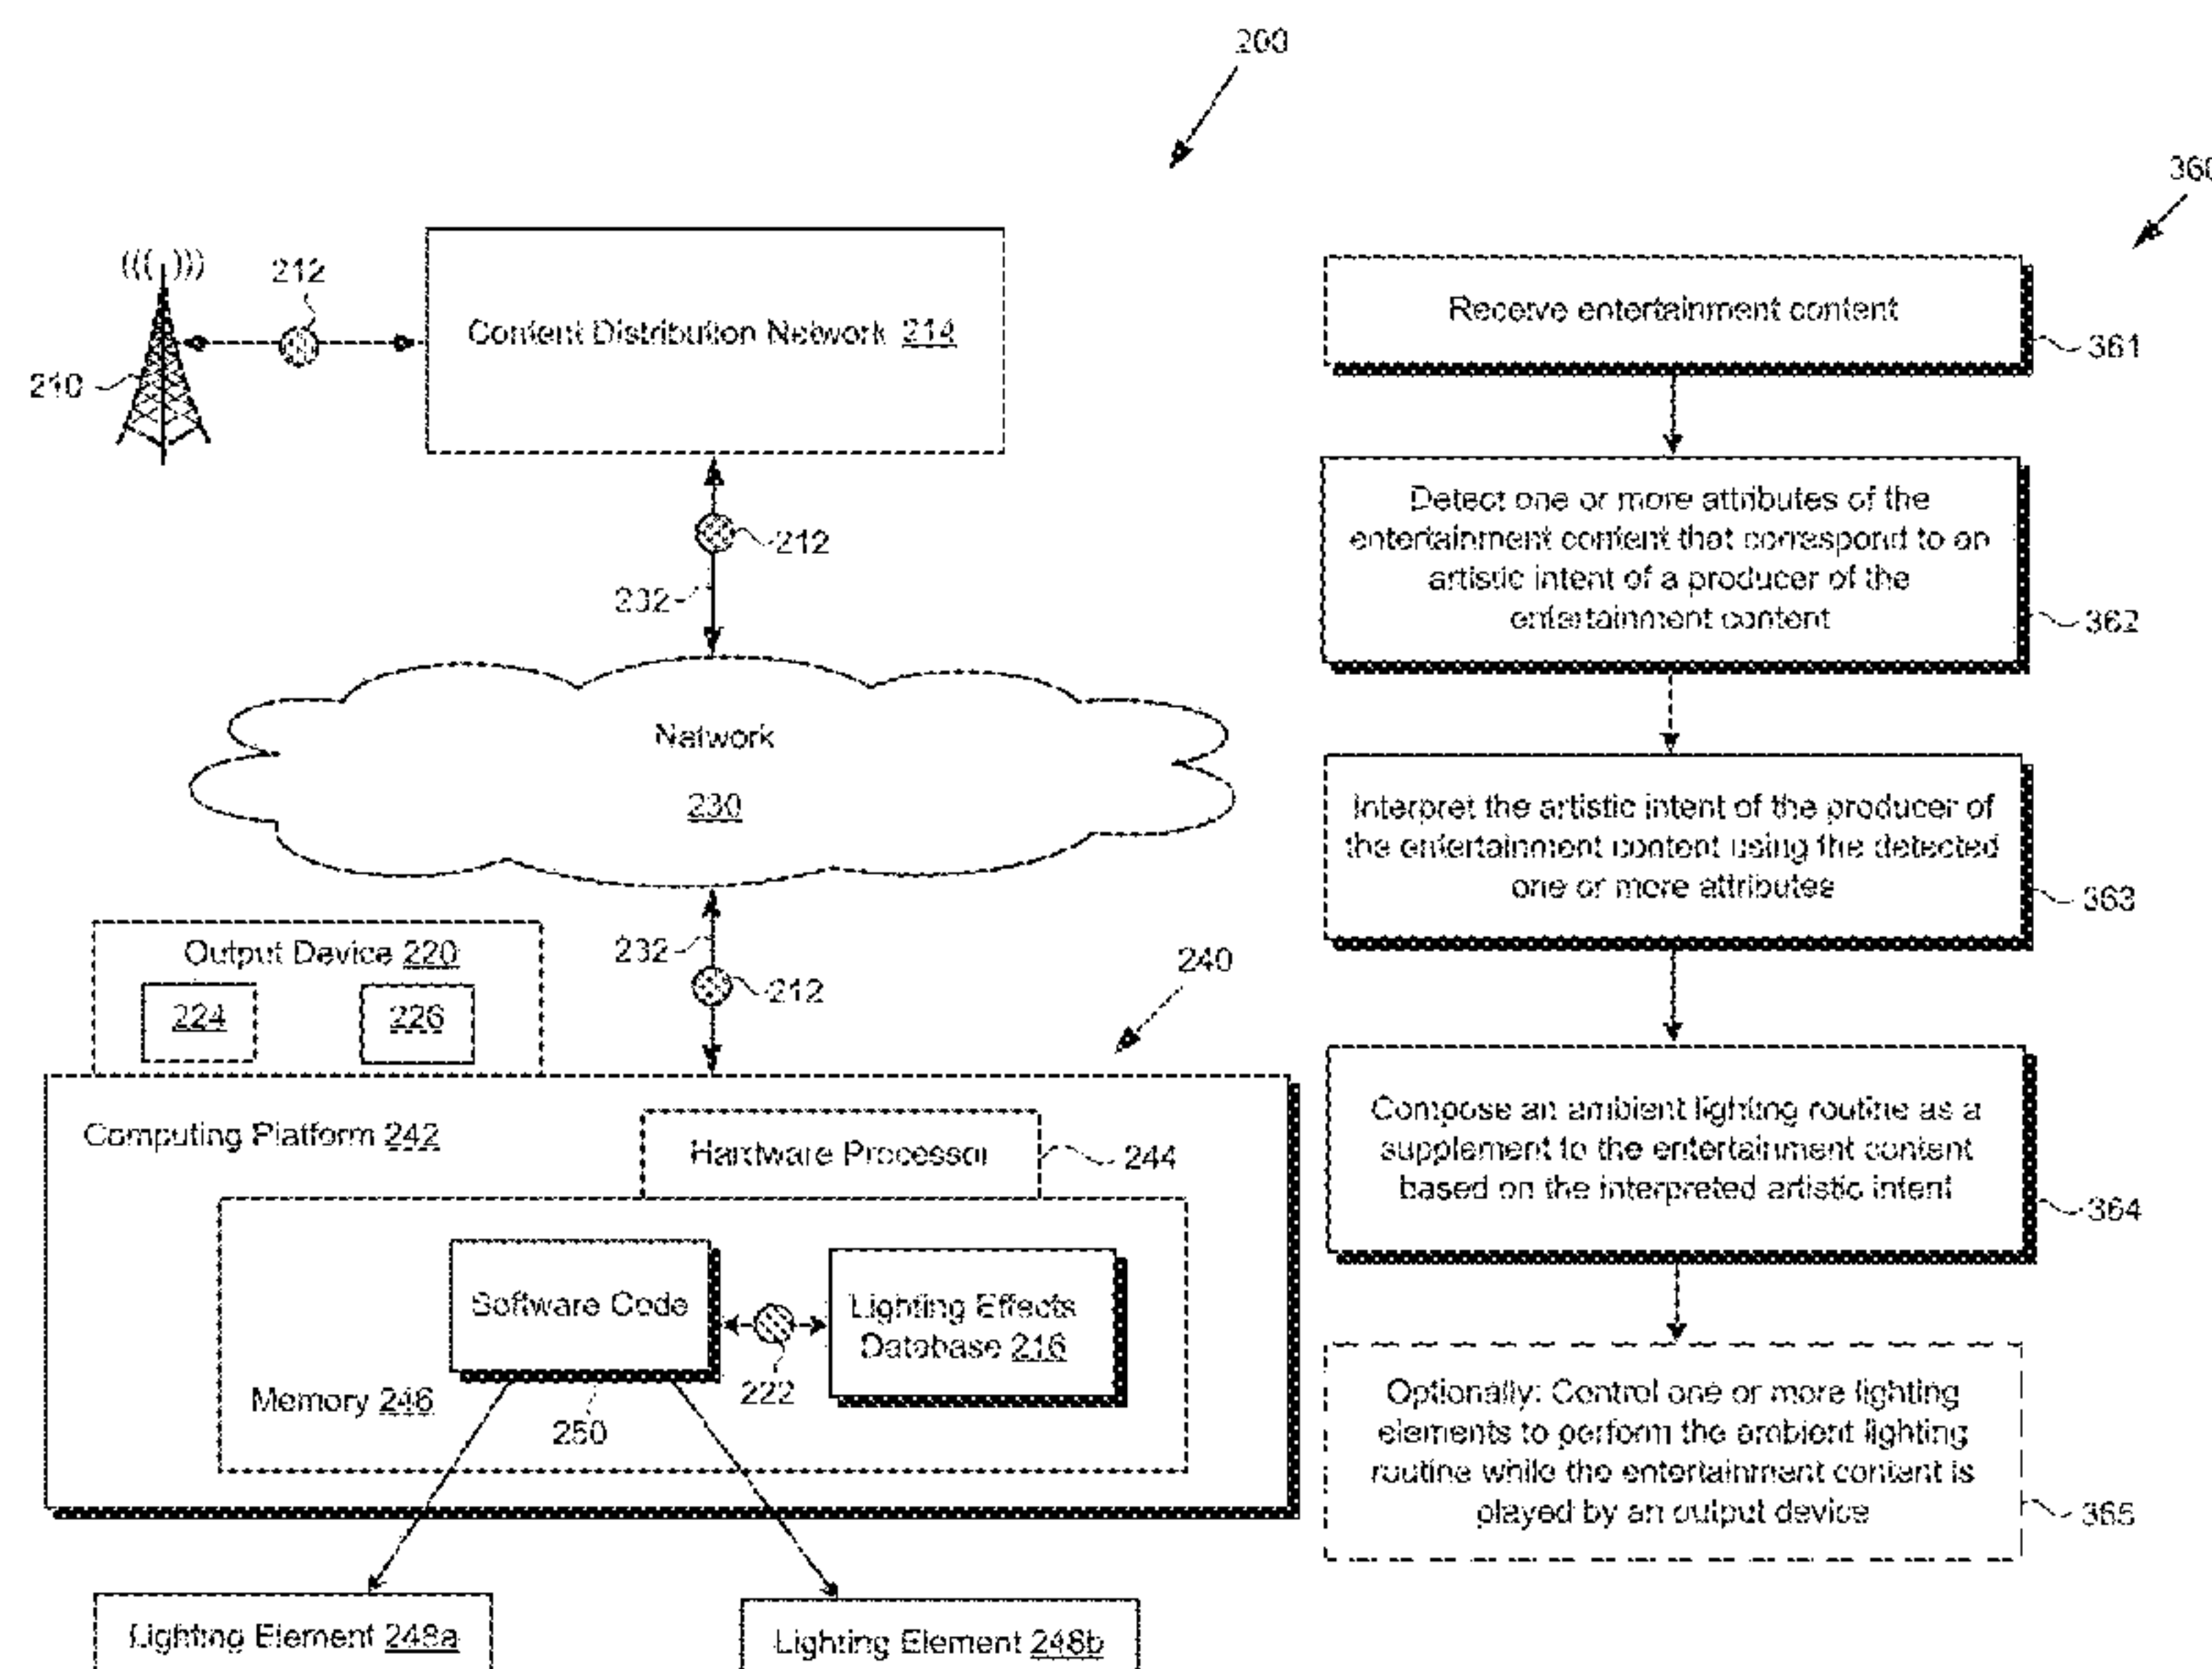 200
((( )))
212
210
Content Distribution Network 214
212
232
Network
230
232
212
240
Output Device 220
224
226
Computing Platform 242
Hardware Processor
244
Software Code
Lighting Effects
Database 216
222
Memory 246
250
Lighting Element 248a
Lighting Element 248b
360
Receive entertainment content
361
Detect one or more attributes of the
entertainment content that correspond to an
artistic intent of a producer of the
entertainment content
362
Interpret the artistic intent of the producer of
the entertainment content using the detected
one or more attributes
363
Compose an ambient lighting routine as a
supplement to the entertainment content
based on the interpreted artistic intent
364
Optionally: Control one or more lighting
elements to perform the ambient lighting
routine while the entertainment content is
played by an output device
365